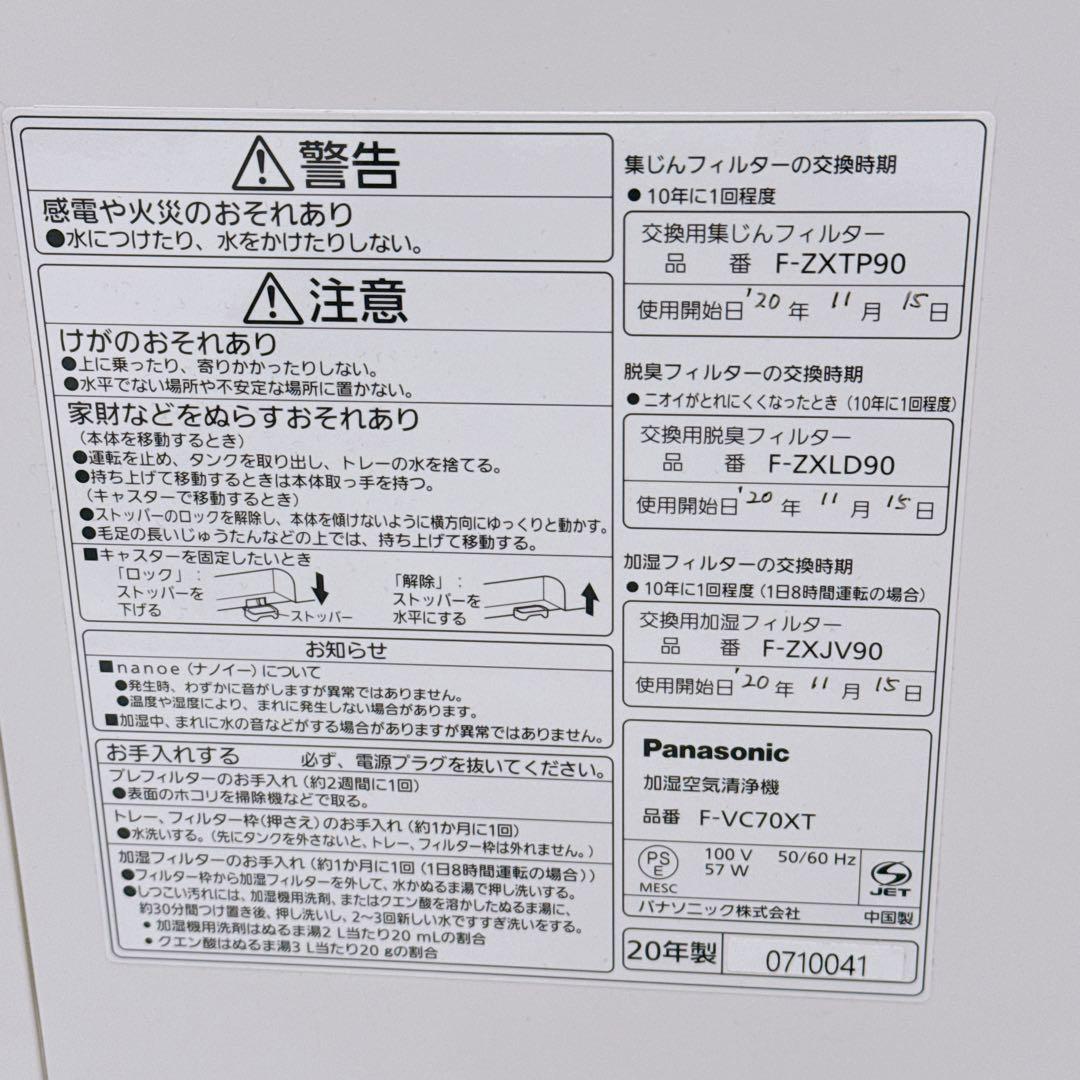 警告
感電や火災のおそれあり
●水につけたり、水をかけたりしない。
注意
けがのおそれあり
●上に乗ったり、寄りかかったりしない。
●水平でない場所や不安定な場所に置かない。
家財などをぬらすおそれあり
（本体を移動するとき）
●運転を止め、タンクを取り出し、トレーの水を捨てる。
●持ち上げて移動するときは本体取っ手を持つ。
（キャスターで移動するとき）
●ストッパーのロックを解除し、本体を傾けないように横方向にゆっくりと動かす。
●毛足の長いじゅうたんなどの上では、持ち上げて移動する。
■キャスターを固定したいとき
「ロック」：
ストッパーを
下げる
ストッパー
「解除」：
ストッパーを
水平にする
お知らせ
■nanoe（ナノイー）について
●発生時、わずかに音がしますが異常ではありません。
●温度や湿度により、まれに発生しない場合があります。
■加湿中、まれに水の音などがする場合がありますが異常ではありません。
お手入れする 必ず、電源プラグを抜いてください。
プレフィルターのお手入れ（約2週間に1回）
●表面のホコリを掃除機などで取る。
トレー、フィルター枠（押さえ）のお手入れ（約1か月に1回）
●水洗いする。（先にタンクを外さないと、トレー、フィルター枠は外れません。）
加湿フィルターのお手入れ（約1か月に1回（1日8時間運転の場合））
●フィルター枠から加湿フィルターを外して、水かぬるま湯で押し洗いする。
●しつこい汚れには、加湿機用洗剤、またはクエン酸を溶かしたぬるま湯に、
約30分間つけ置き後、押し洗いし、2〜3回新しい水ですすぎ洗いをする。
• 加湿機用洗剤はぬるま湯2 L当たり20 mLの割合
• クエン酸はぬるま湯3 L当たり20 gの割合
集じんフィルターの交換時期
● 10年に1回程度
交換用集じんフィルター
品 番 F-ZXTP90
使用開始日 '20 年 11 月 15 日
脱臭フィルターの交換時期
● ニオイがとれにくくなったとき（10年に1回程度）
交換用脱臭フィルター
品 番 F-ZXLD90
使用開始日 '20 年 11 月 15 日
加湿フィルターの交換時期
● 10年に1回程度（1日8時間運転の場合）
交換用加湿フィルター
品 番 F-ZXJV90
使用開始日 '20 年 11 月 15 日
Panasonic
加湿空気清浄機
品番 F-VC70XT
PS
E
MESC
100 V 50/60 Hz
57 W
JET
パナソニック株式会社 中国製
20年製 0710041